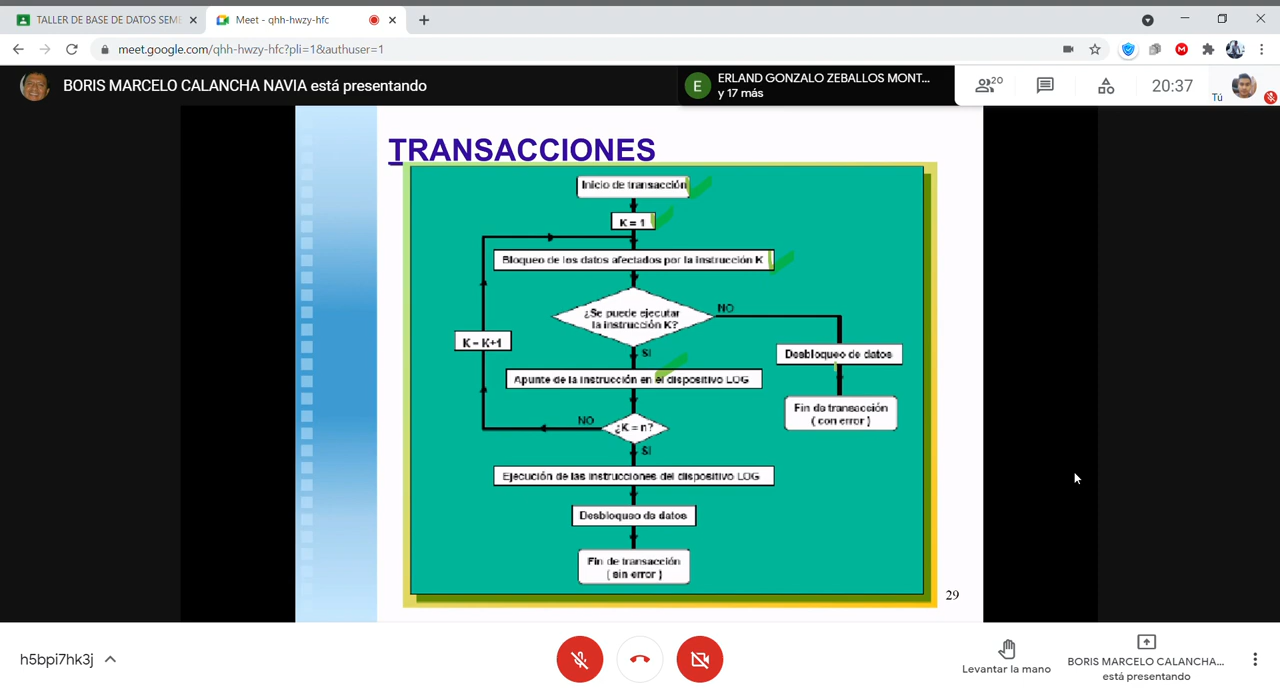 TALLER DE BASE DE DATOS SEM
Meet - qhh-hwzy-hfc
meet.google.com/qhh-hwzy-hfc?pli=1&authuser=1
BORIS MARCELO CALANCHA NAVIA está presentando
E
ERLAND GONZALO ZEBALLOS MONT...
y 17 más
20
20:37
Tú
TRANSACCIONES
Inicio de transacción
K = 1
Bloqueo de los datos afectados por la instrucción K
¿Se puede ejecutar
la instrucción K?
NO
SI
K = K+1
Desbloqueo de datos
Apunte de la instrucción en el dispositivo LOG
Fin de transacción
( con error )
NO
¿K = n?
SI
Ejecución de las instrucciones del dispositivo LOG
Desbloqueo de datos
Fin de transacción
( sin error )
29
h5bpi7hk3j
Levantar la mano
BORIS MARCELO CALANCHA...
está presentando